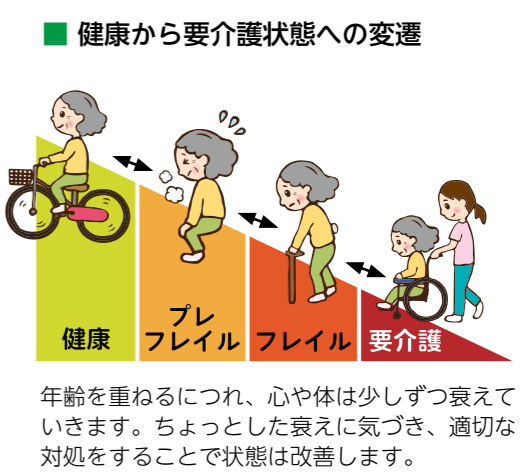 ■ 健康から要介護状態への変遷
健康
プレ
フレイル
フレイル
要介護
年齢を重ねるにつれ、心や体は少しずつ衰えて
いきます。ちょっとした衰えに気づき、適切な
対処をすることで状態は改善します。